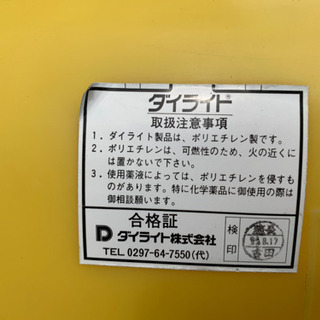 ダイライト®
取扱注意事項
1．ダイライト製品は、ポリエチレン製です。
2．ポリエチレンは、可燃性のため、火の近くに
は置かないで下さい。
3．使用薬液によっては、ポリエチレンを侵すも
のがあります。特に化学薬品に御使用の際は
御相談願います。
合格証
ダイライト株式会社
TEL 0297-64-7550(代)
検印